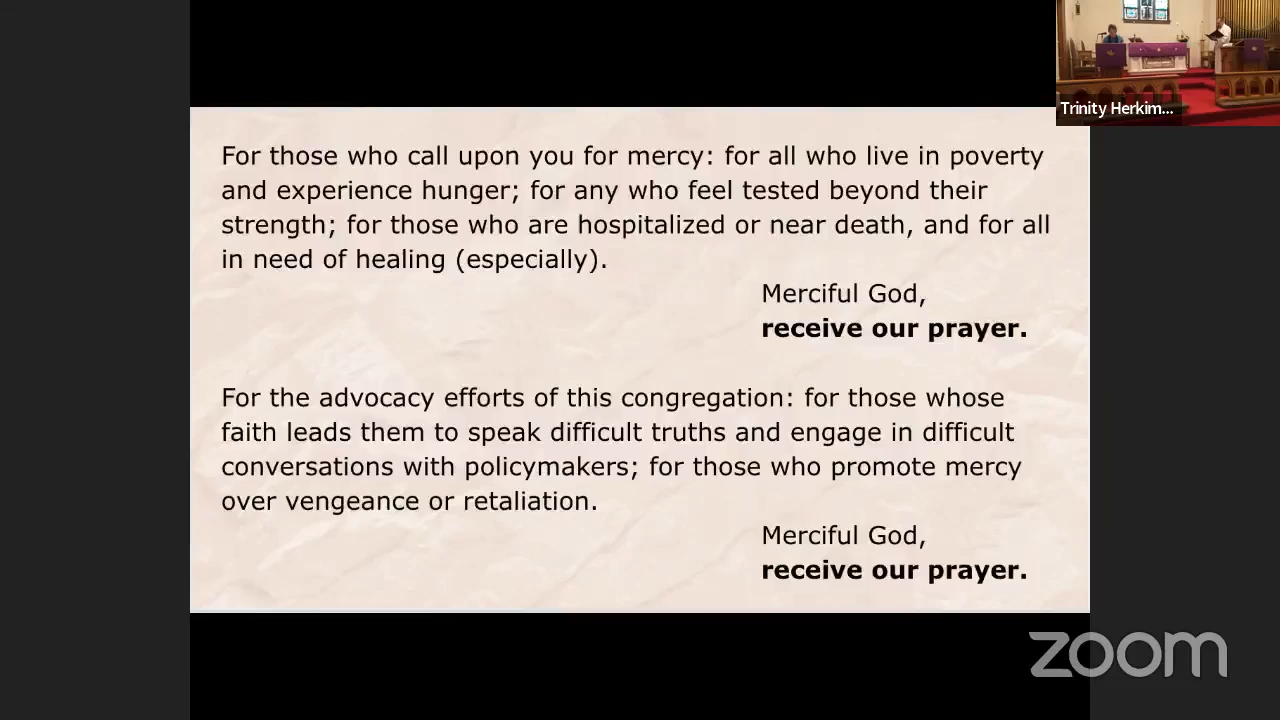 Trinity Herkim...
For those who call upon you for mercy: for all who live in poverty
and experience hunger; for any who feel tested beyond their
strength; for those who are hospitalized or near death, and for all
in need of healing (especially).
Merciful God,
receive our prayer.
For the advocacy efforts of this congregation: for those whose
faith leads them to speak difficult truths and engage in difficult
conversations with policymakers; for those who promote mercy
over vengeance or retaliation.
Merciful God,
receive our prayer.
zoom